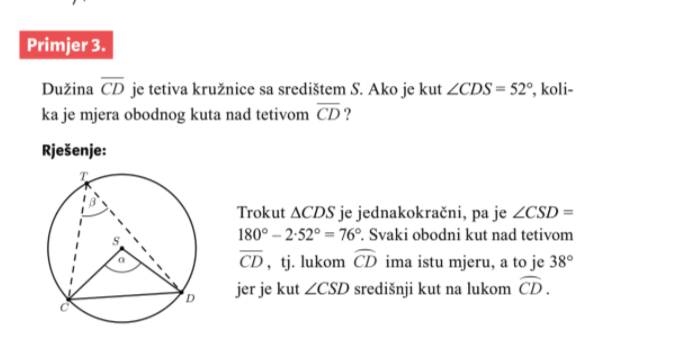 Primjer 3.
Dužina CD je tetiva kružnice sa središtem S. Ako je kut ∠CDS = 52°, koli-
ka je mjera obodnog kuta nad tetivom CD ?
Rješenje:
T
β
S
α
C
D
Trokut ΔCDS je jednakokračni, pa je ∠CSD =
180° – 2·52° = 76°. Svaki obodni kut nad tetivom
CD , tj. lukom CD ima istu mjeru, a to je 38°
jer je kut ∠CSD središnji kut na lukom CD .